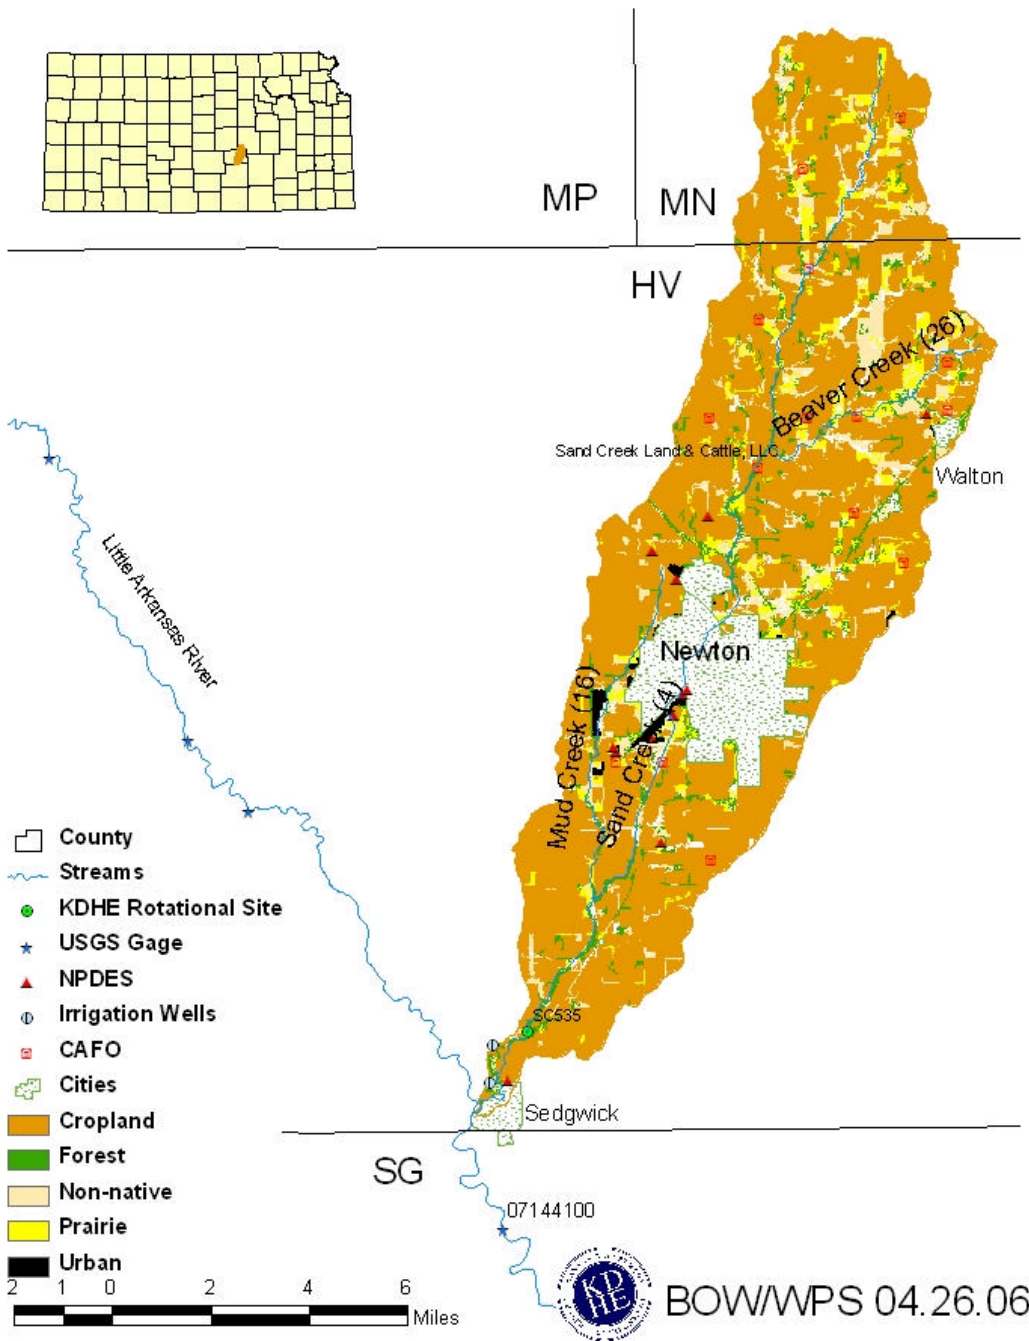 MP
MN
HV
Beaver Creek (26)
Sand Creek Land & Cattle, LLC
Walton
Little Arkansas River
Newton
Mud Creek (16)
Sand Creek (4)
County
Streams
KDHE Rotational Site
USGS Gage
NPDES
Irrigation Wells
CAFO
Cities
Cropland
Forest
Non-native
Prairie
Urban
SC535
Sedgwick
SG
07144100
2 1 0 2 4 6
Miles
KDHE
BOW/WPS 04.26.06